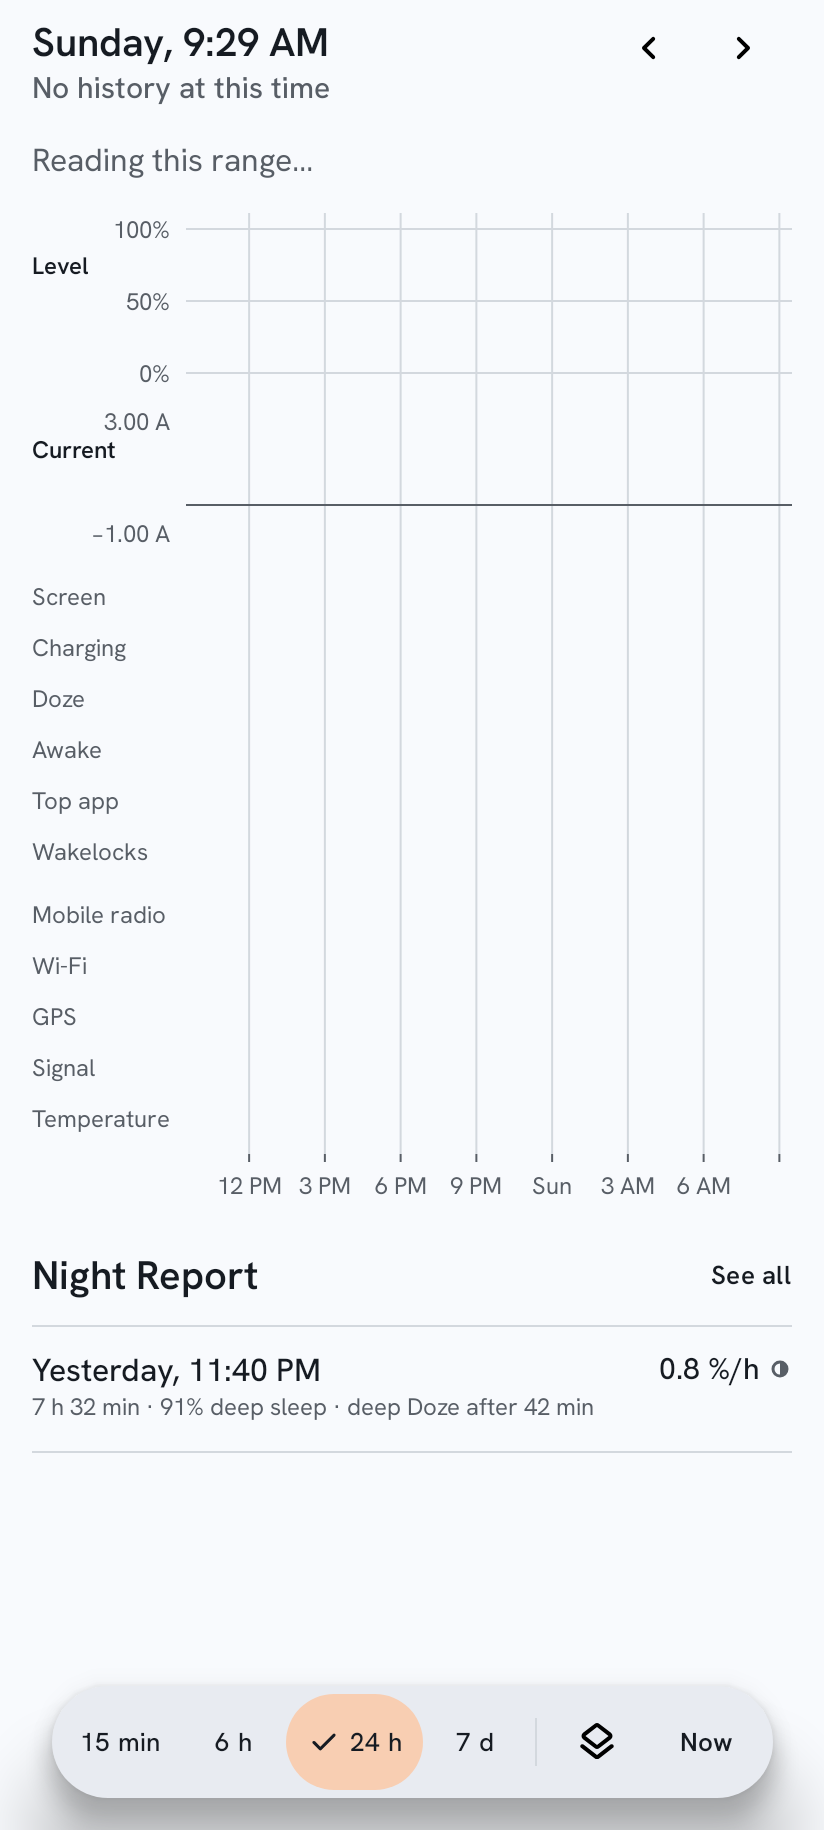 Sunday, 9:29 AM
No history at this time
Reading this range...
100%
Level
50%
0%
3.00 A
Current
−1.00 A
Screen
Charging
Doze
Awake
Top app
Wakelocks
Mobile radio
Wi-Fi
GPS
Signal
Temperature
12 PM 3 PM 6 PM 9 PM Sun 3 AM 6 AM
Night Report See all
Yesterday, 11:40 PM 0.8 %/h
7 h 32 min · 91% deep sleep · deep Doze after 42 min
15 min 6 h 24 h 7 d Now